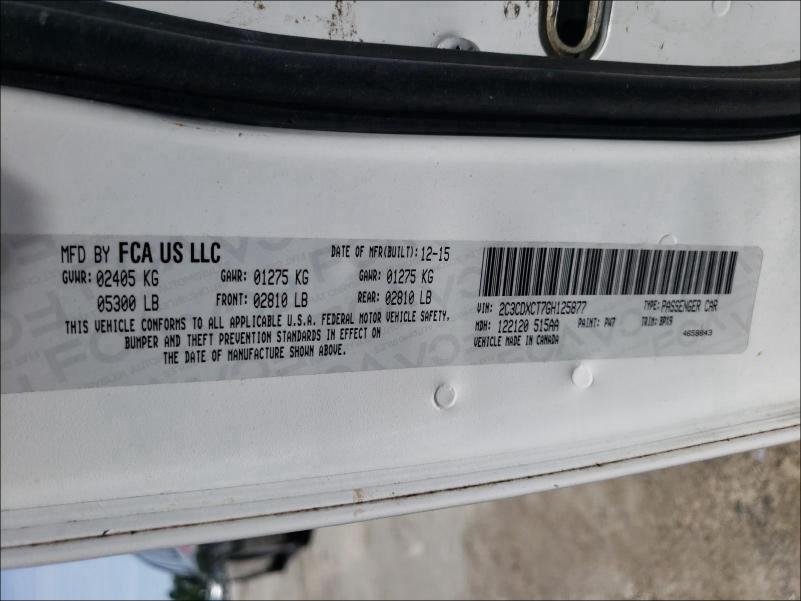 MFD BY FCA US LLC DATE OF MFR(BUILT): 12-15
GVWR: 02405 KG GAWR: 01275 KG GAWR: 01275 KG
05300 LB FRONT: 02810 LB REAR: 02810 LB
THIS VEHICLE CONFORMS TO ALL APPLICABLE U.S.A. FEDERAL MOTOR VEHICLE SAFETY,
BUMPER AND THEFT PREVENTION STANDARDS IN EFFECT ON
THE DATE OF MANUFACTURE SHOWN ABOVE.
VIN: 2C3CDXCT7GH125877 TYPE: PASSENGER CAR
MDH: 122120 515AA PAINT: PW7 TRIM: BPX9
VEHICLE MADE IN CANADA 4658843